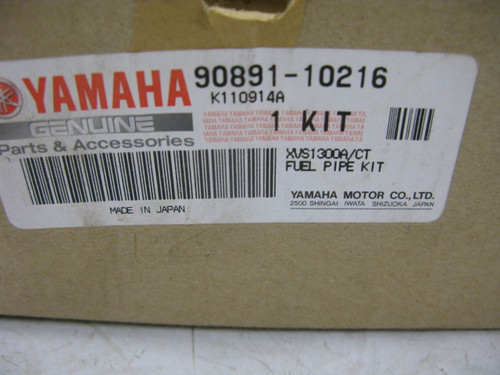 YAMAHA 90891-10216
K110914A
GENUINE 1 KIT
Parts & Accessories
XVS1300A/CT
FUEL PIPE KIT
MADE IN JAPAN
YAMAHA MOTOR CO.,LTD.
2500 SHINGAI IWATA SHIZUOKA JAPAN